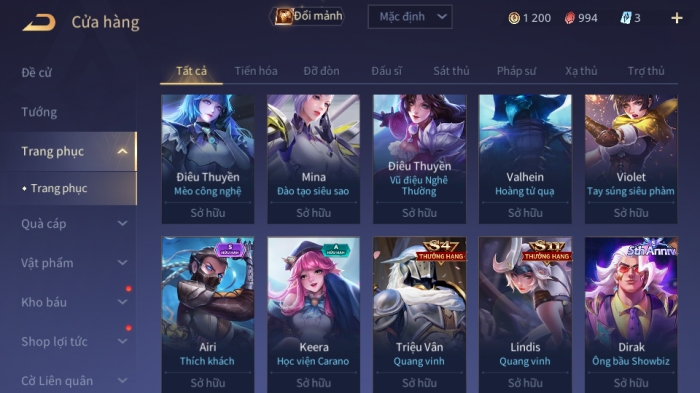 Cửa hàng
Đổi mảnh
Mặc định
1 200
994
3
Đề cử
Tướng
Trang phục
Trang phục
Quà cáp
Vật phẩm
Kho báu
Shop lợi tức
Cờ Liên quân
Tất cả
Tiến hóa
Đỡ đòn
Đấu sĩ
Sát thủ
Pháp sư
Xạ thủ
Trợ thủ
Điêu Thuyền
Mèo công nghệ
Sở hữu
Mina
Đào tạo siêu sao
Sở hữu
Điêu Thuyền
Vũ điệu Nghê
Thường
Sở hữu
Valhein
Hoàng tử quạ
Sở hữu
Violet
Tay súng siêu phàm
Sở hữu
S
HỮU HẠN
Airi
Thích khách
Sở hữu
A
HỮU HẠN
Keera
Học viện Carano
Sở hữu
THƯỞNG HẠNG
Triệu Vân
Quang vinh
Sở hữu
THƯỞNG HẠNG
Lindis
Quang vinh
Sở hữu
5th Anniv
Dirak
Ông bầu Showbiz
Sở hữu